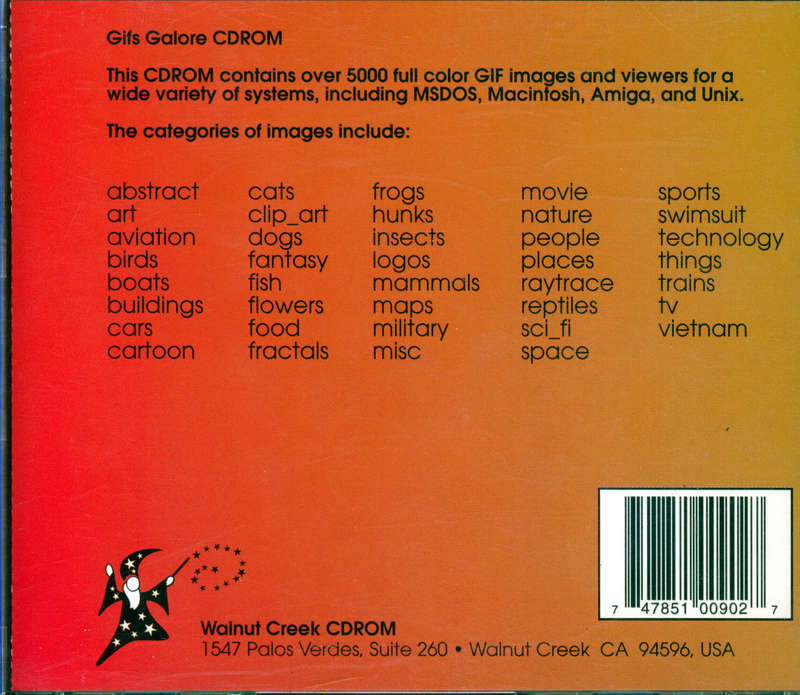 Gifs Galore CDROM
This CDROM contains over 5000 full color GIF images and viewers for a
wide variety of systems, including MSDOS, Macintosh, Amiga, and Unix.
The categories of images include:
abstract cats frogs movie sports
art clip_art hunks nature swimsuit
aviation dogs insects people technology
birds fantasy logos places things
boats fish mammals raytrace trains
buildings flowers maps reptiles tv
cars food military sci_fi vietnam
cartoon fractals misc space
7 47851 00902 7
Walnut Creek CDROM
1547 Palos Verdes, Suite 260 • Walnut Creek CA 94596, USA